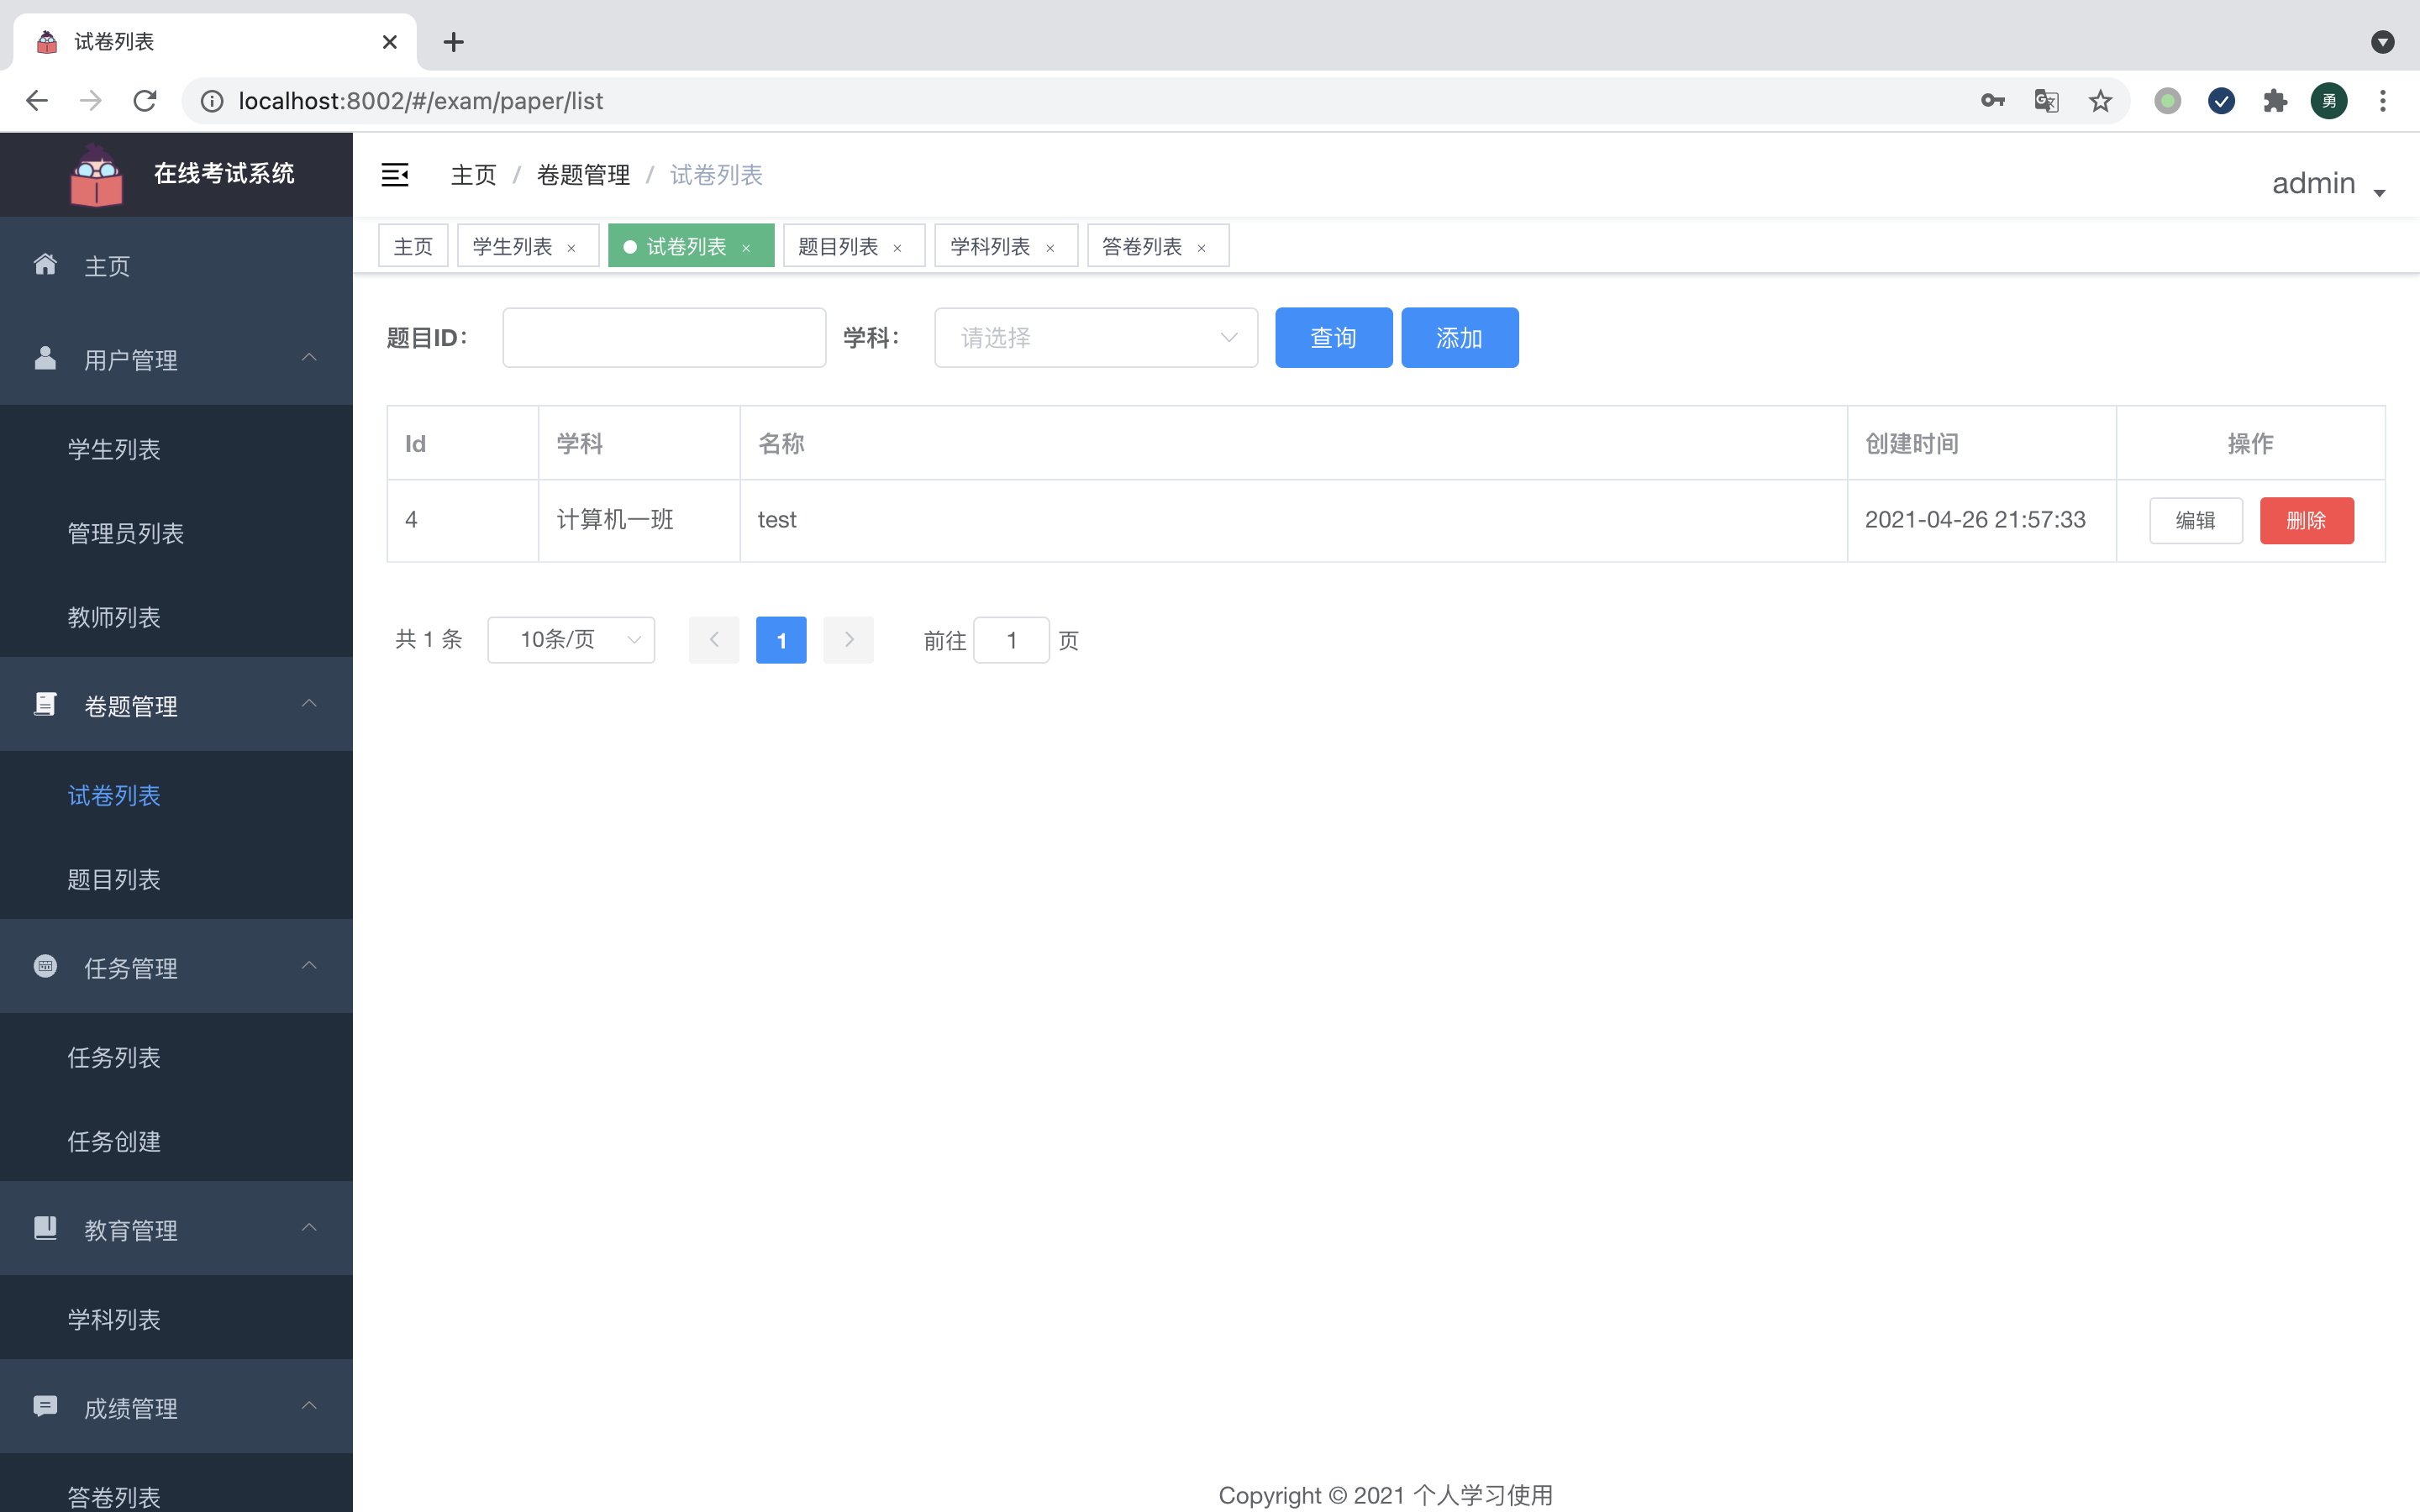 试卷列表
localhost:8002/#/exam/paper/list
勇
在线考试系统
主页 / 卷题管理 / 试卷列表
admin
主页
学生列表 ×
试卷列表 ×
题目列表 ×
学科列表 ×
答卷列表 ×
主页
用户管理
学生列表
管理员列表
教师列表
卷题管理
试卷列表
题目列表
任务管理
任务列表
任务创建
教育管理
学科列表
成绩管理
答卷列表
题目ID：
学科：
请选择
查询
添加
Id 学科 名称 创建时间 操作
4 计算机一班 test 2021-04-26 21:57:33 编辑 删除
共 1 条 10条/页 1 前往 1 页
Copyright © 2021 个人学习使用